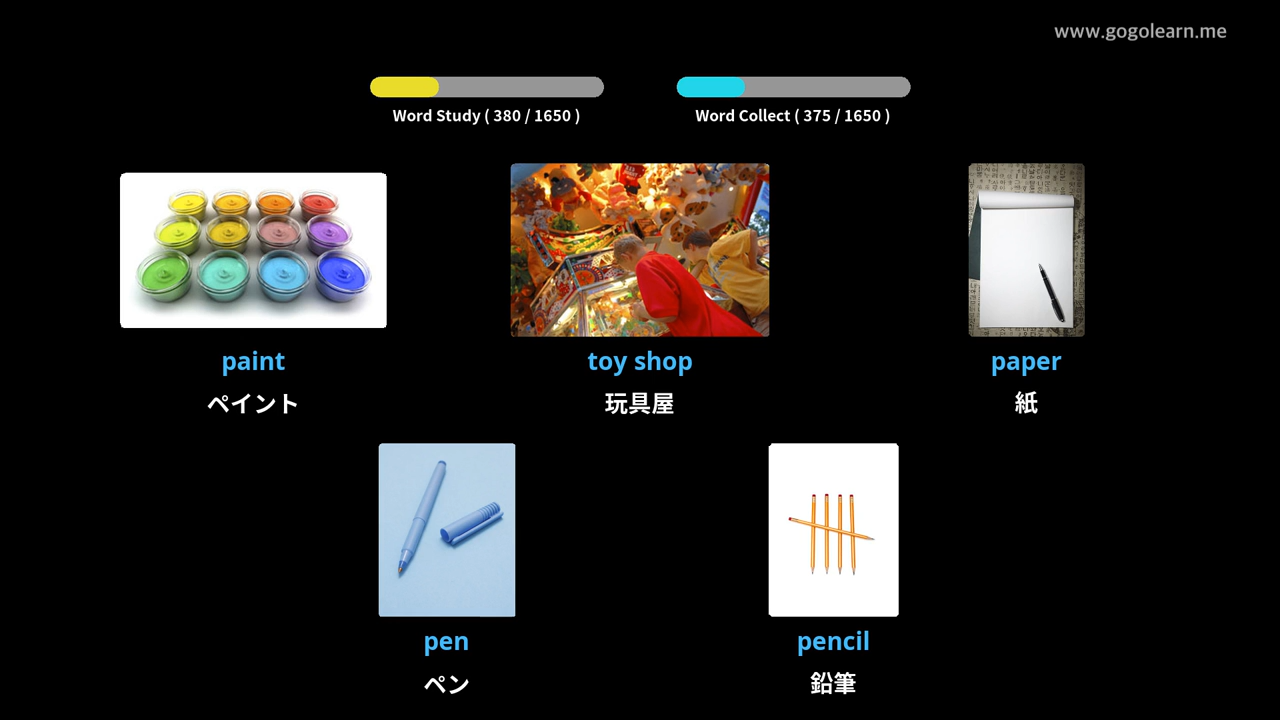 www.gogolearn.me
Word Study ( 380 / 1650 )
Word Collect ( 375 / 1650 )
paint
ペイント
toy shop
玩具屋
paper
紙
pen
ペン
pencil
鉛筆